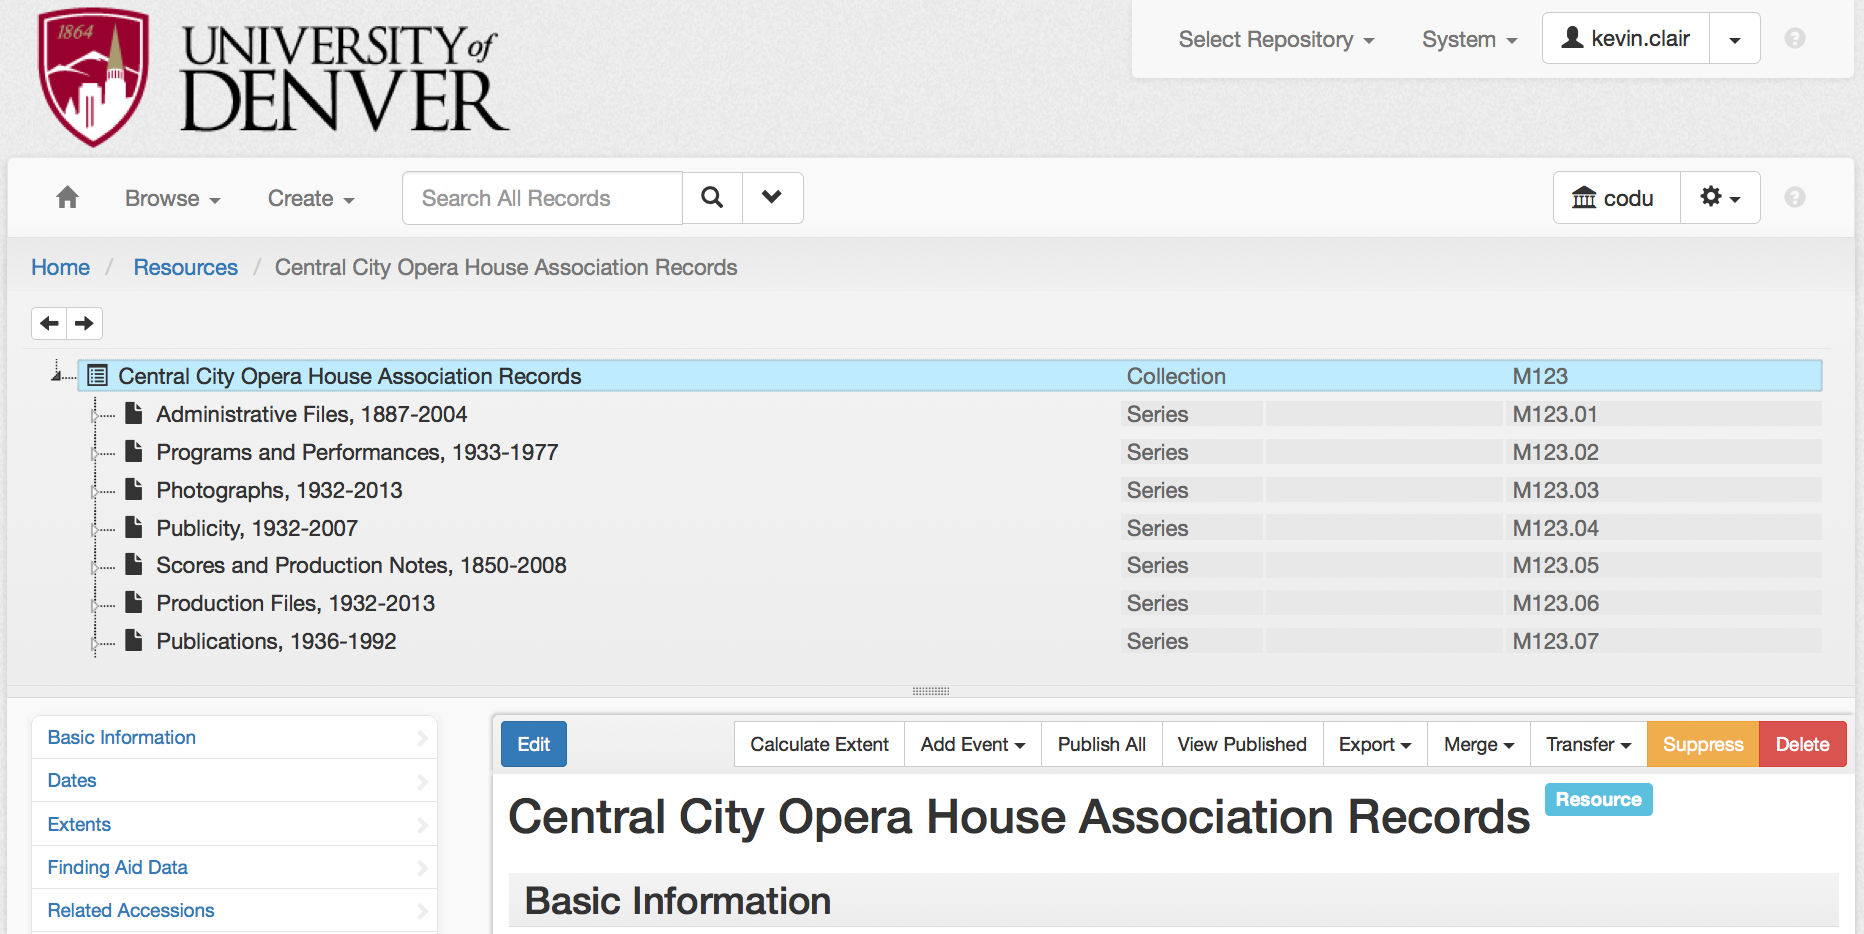 1864
UNIVERSITY of
DENVER
Select Repository System kevin.clair ?
Browse Create Search All Records codu ?
Home / Resources / Central City Opera House Association Records
Central City Opera House Association Records Collection M123
Administrative Files, 1887-2004 Series M123.01
Programs and Performances, 1933-1977 Series M123.02
Photographs, 1932-2013 Series M123.03
Publicity, 1932-2007 Series M123.04
Scores and Production Notes, 1850-2008 Series M123.05
Production Files, 1932-2013 Series M123.06
Publications, 1936-1992 Series M123.07
Basic Information
Dates
Extents
Finding Aid Data
Related Accessions
Edit Calculate Extent Add Event Publish All View Published Export Merge Transfer Suppress Delete
Central City Opera House Association Records Resource
Basic Information